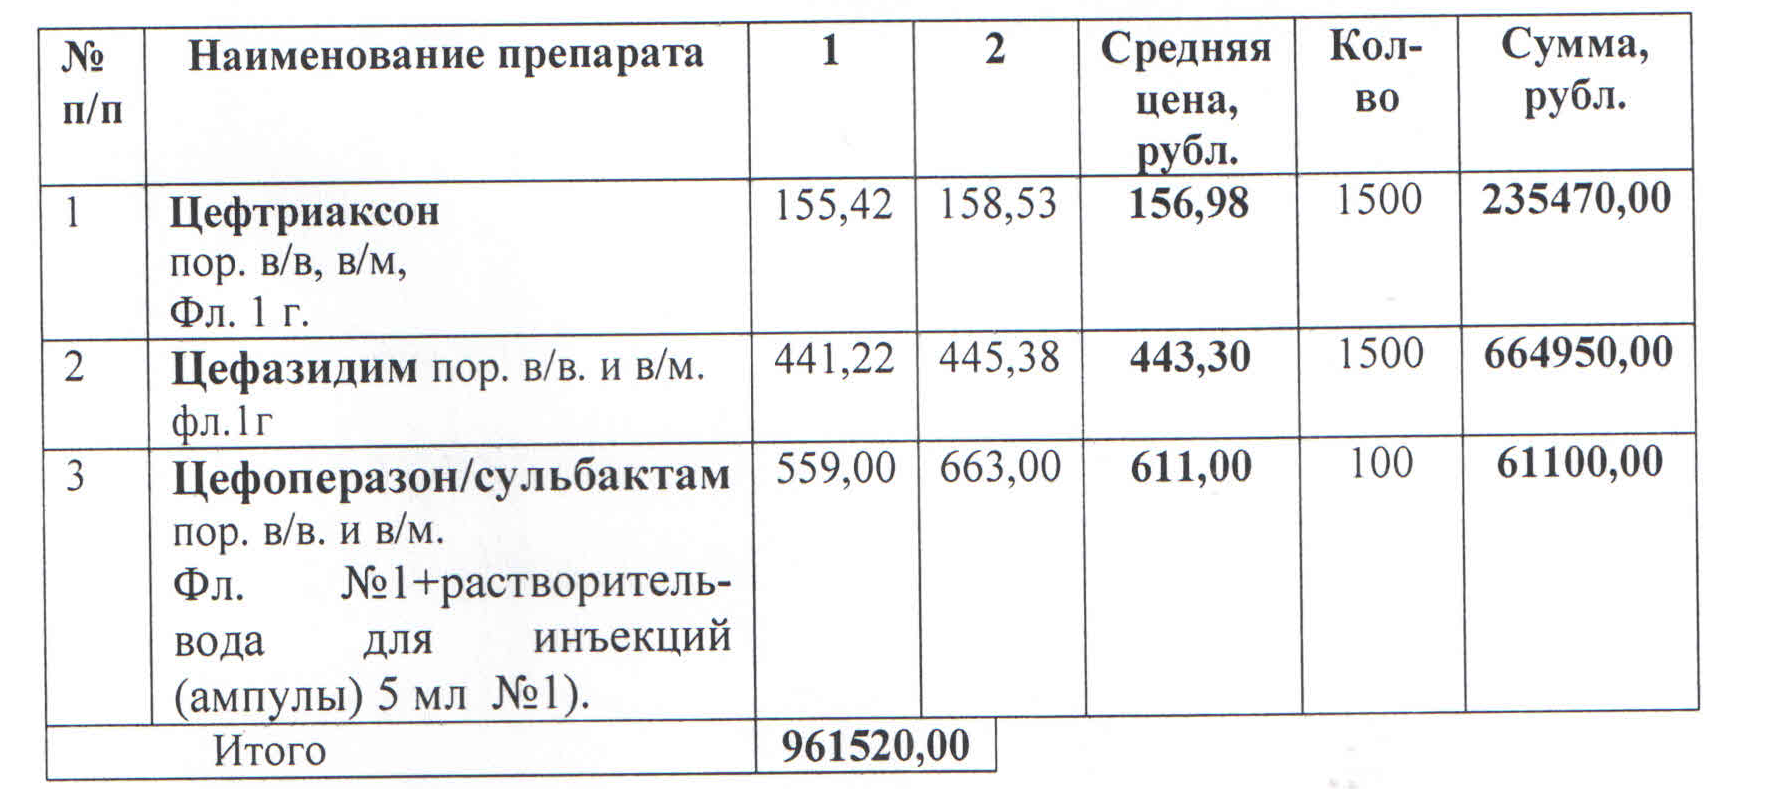 № п/п Наименование препарата 1 2 Средняя цена, рубл. Кол-во Сумма, рубл.
1 Цефтриаксон 155,42 158,53 156,98 1500 235470,00
пор. в/в, в/м,
Фл. 1 г.
2 Цефазидим пор. в/в. и в/м. 441,22 445,38 443,30 1500 664950,00
фл.1г
3 Цефоперазон/сульбактам 559,00 663,00 611,00 100 61100,00
пор. в/в. и в/м.
Фл. №1+растворитель-
вода для инъекций
(ампулы) 5 мл №1).
Итого 961520,00